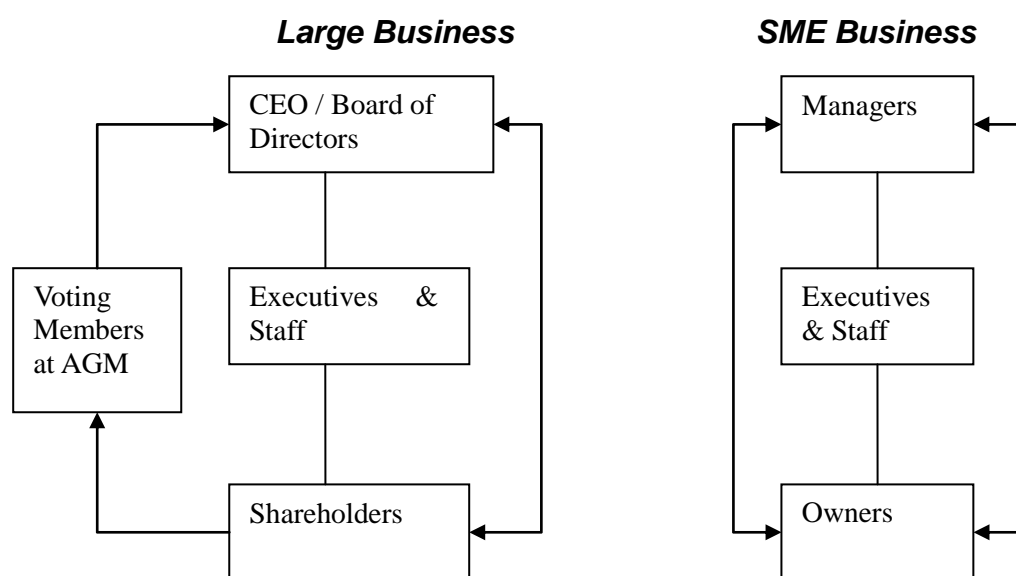 Large Business
CEO / Board of
Directors
Voting
Members
at AGM
Executives &
Staff
Shareholders
SME Business
Managers
Executives
& Staff
Owners